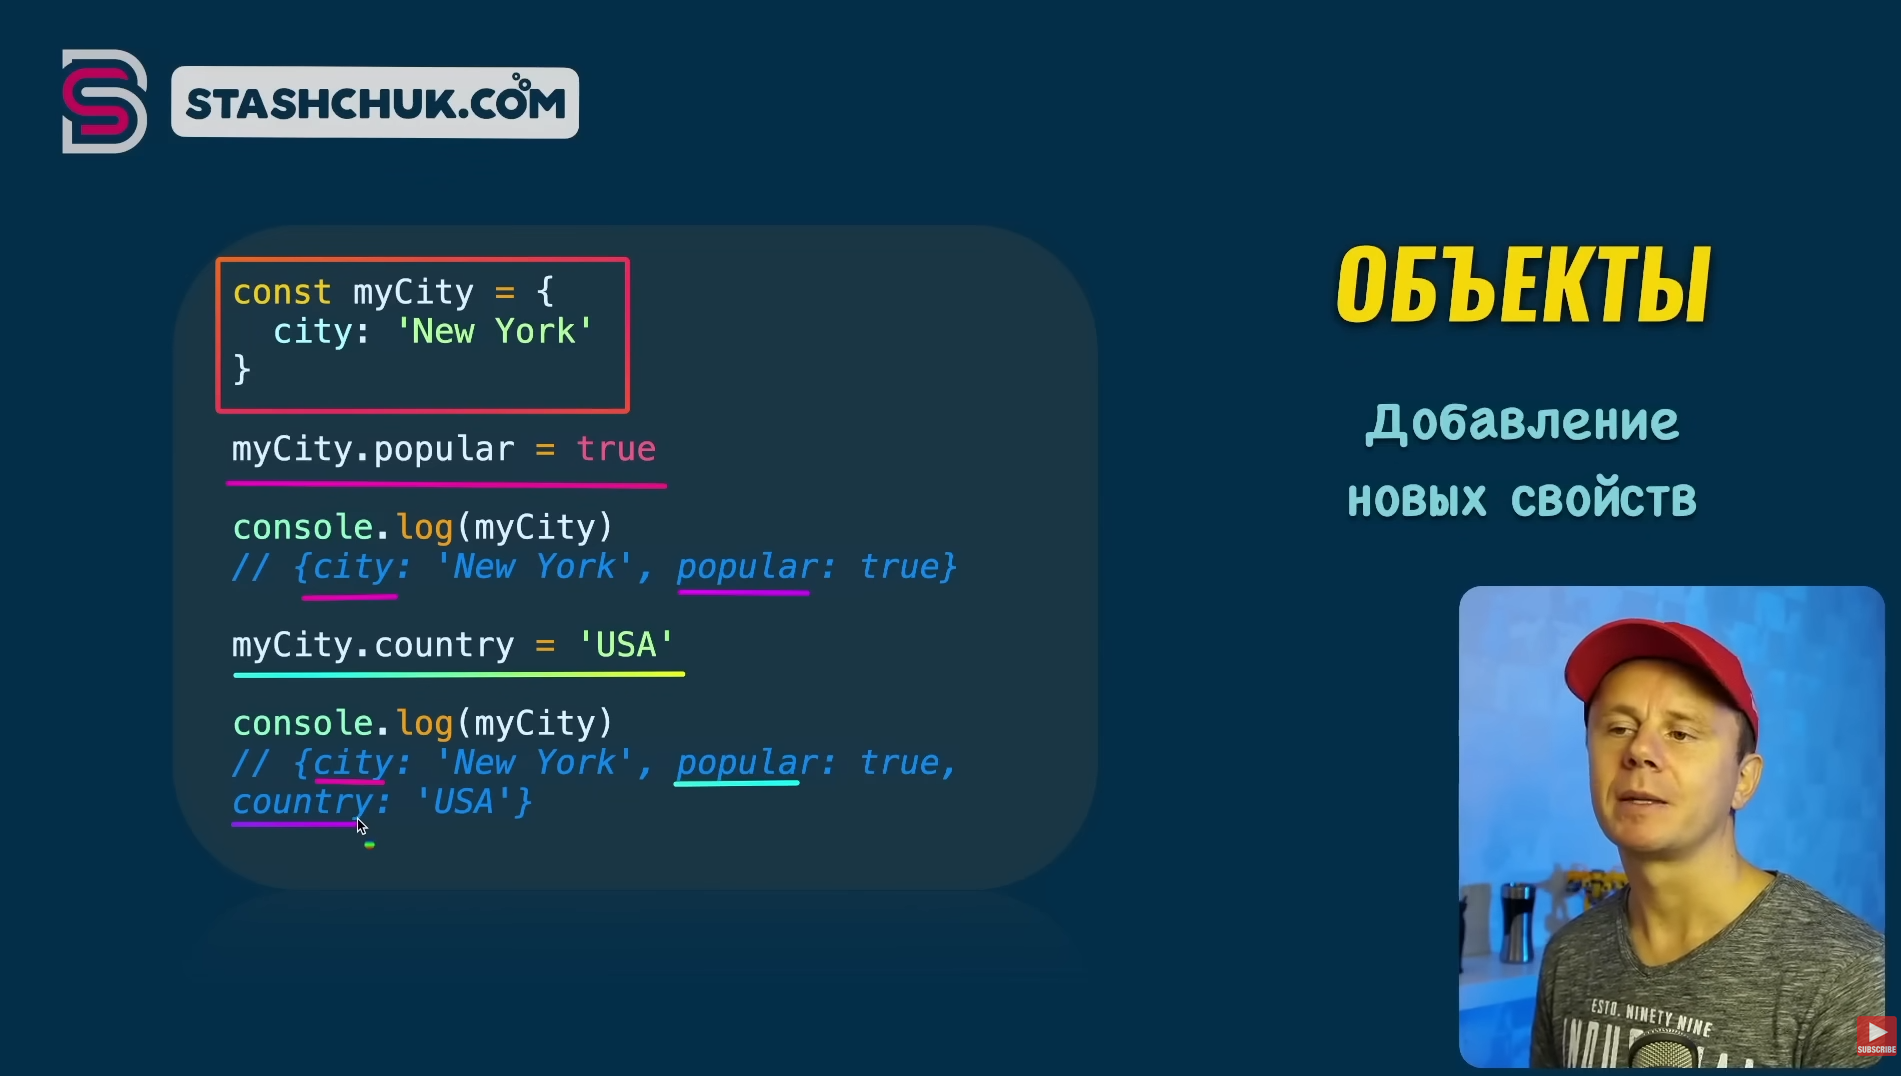 STASHCHUK.COM
const myCity = {
  city: 'New York'
}
myCity.popular = true
console.log(myCity)
// {city: 'New York', popular: true}
myCity.country = 'USA'
console.log(myCity)
// {city: 'New York', popular: true,
country: 'USA'}
ОБЪЕКТЫ
Добавление
новых свойств
ESTD. NINETY NINE
SUBSCRIBE